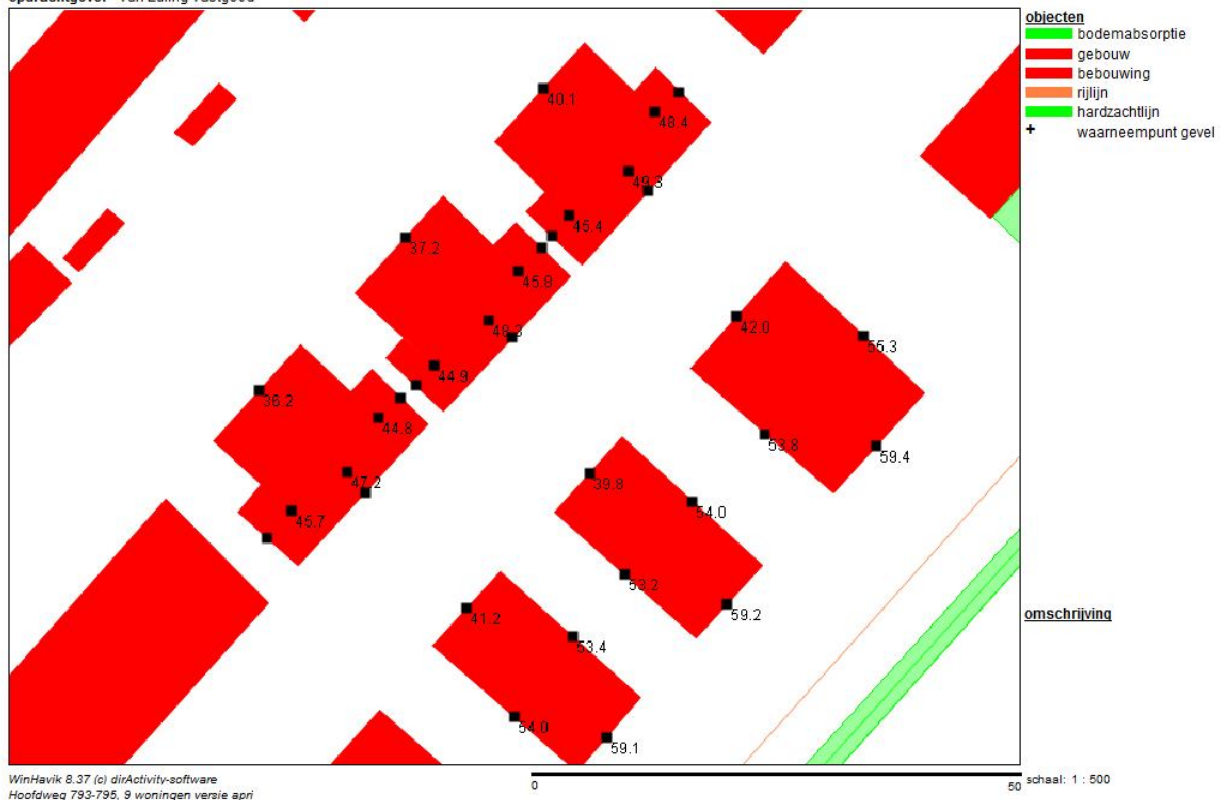 objecten
bodemabsorptie
gebouw
bebouwing
rijlijn
hardzachtlijn
+ waarneempunt gevel
40.1
48.4
49.3
45.4
37.2
45.8
48.3
44.9
42.0
55.3
36.2
44.8
47.2
53.8
59.4
39.8
54.0
53.2
59.2
41.2
53.4
54.0
59.1
omschrijving
WinHavik 8.37 (c) dirActivity-software
0
50
schaal: 1 : 500
Hoofdweg 793-795, 9 woningen versie apri